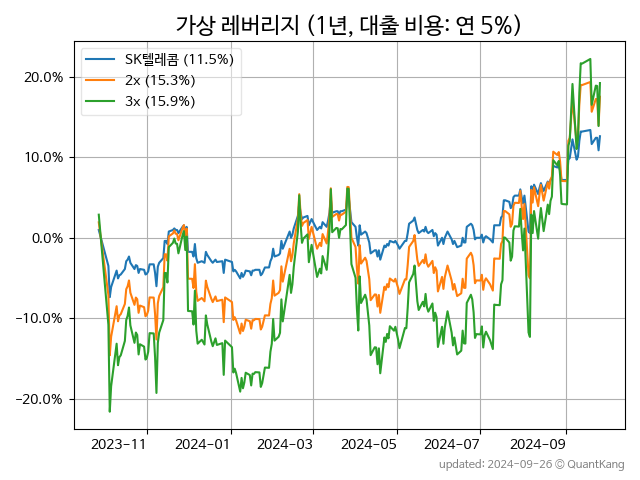 가상 레버리지 (1년, 대출 비용: 연 5%)
SK텔레콤 (11.5%)
2x (15.3%)
3x (15.9%)
20.0%
10.0%
0.0%
−10.0%
−20.0%
2023−11 2024−01 2024−03 2024−05 2024−07 2024−09
updated: 2024-09-26 © QuantKang